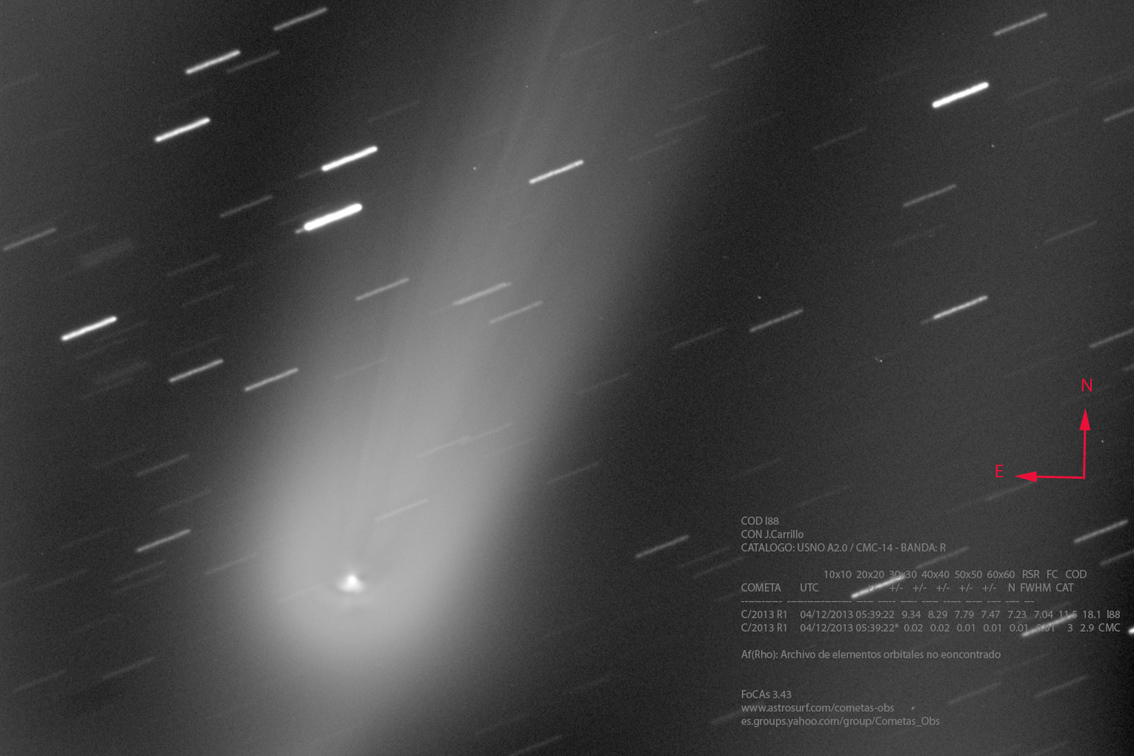 N
E
COD I88
CON J.Carrillo
CATALOGO: USNO A2.0 / CMC-14 - BANDA: R
10x10 20x20 30x30 40x40 50x50 60x60 RSR FC COD
COMETA UTC +/- +/- +/- +/- +/- N FWHM CAT
C/2013 R1 04/12/2013 05:39:22 9.34 8.29 7.79 7.47 7.23 7.04 11.5 18.1 I88
C/2013 R1 04/12/2013 05:39:22* 0.02 0.02 0.01 0.01 0.01 0.01 3 2.9 CMC
Af(Rho): Archivo de elementos orbitales no eoncontrado
FoCAs 3.43
www.astrosurf.com/cometas-obs
es.groups.yahoo.com/group/Cometas_Obs